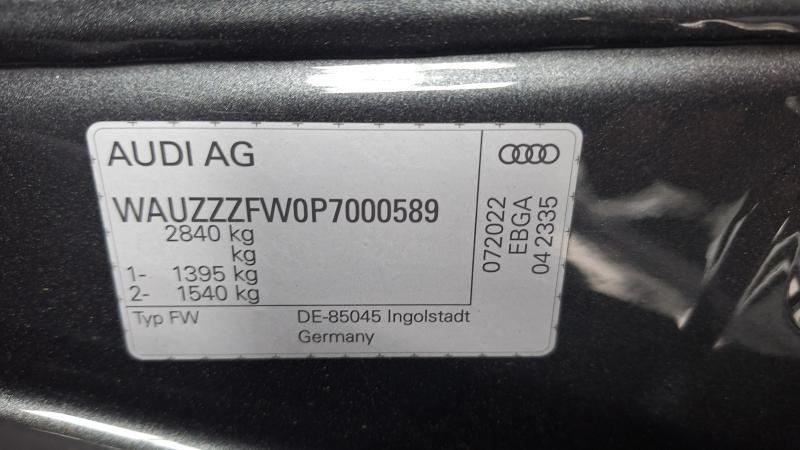 AUDI AG
WAUZZZFW0P7000589
2840 kg
kg
1- 1395 kg
2- 1540 kg
Typ FW
DE-85045 Ingolstadt
Germany
072022
EBGA
04 2335